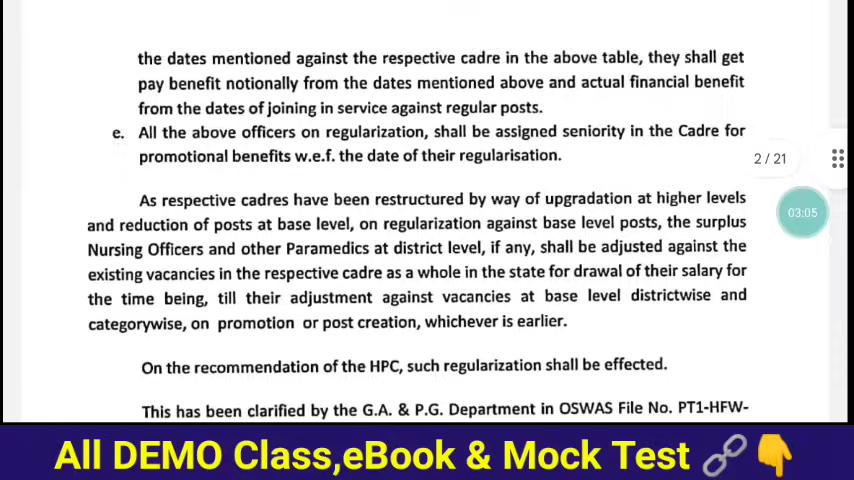 the dates mentioned against the respective cadre in the above table, they shall get
pay benefit notionally from the dates mentioned above and actual financial benefit
from the dates of joining in service against regular posts.
e. All the above officers on regularization, shall be assigned seniority in the Cadre for
promotional benefits w.e.f. the date of their regularisation.
2 / 21
As respective cadres have been restructured by way of upgradation at higher levels
03:05
and reduction of posts at base level, on regularization against base level posts, the surplus
Nursing Officers and other Paramedics at district level, if any, shall be adjusted against the
existing vacancies in the respective cadre as a whole in the state for drawal of their salary for
the time being, till their adjustment against vacancies at base level districtwise and
categorywise, on promotion or post creation, whichever is earlier.
On the recommendation of the HPC, such regularization shall be effected.
This has been clarified by the G.A. & P.G. Department in OSWAS File No. PT1-HFW-
All DEMO Class,eBook & Mock Test 🔗👇